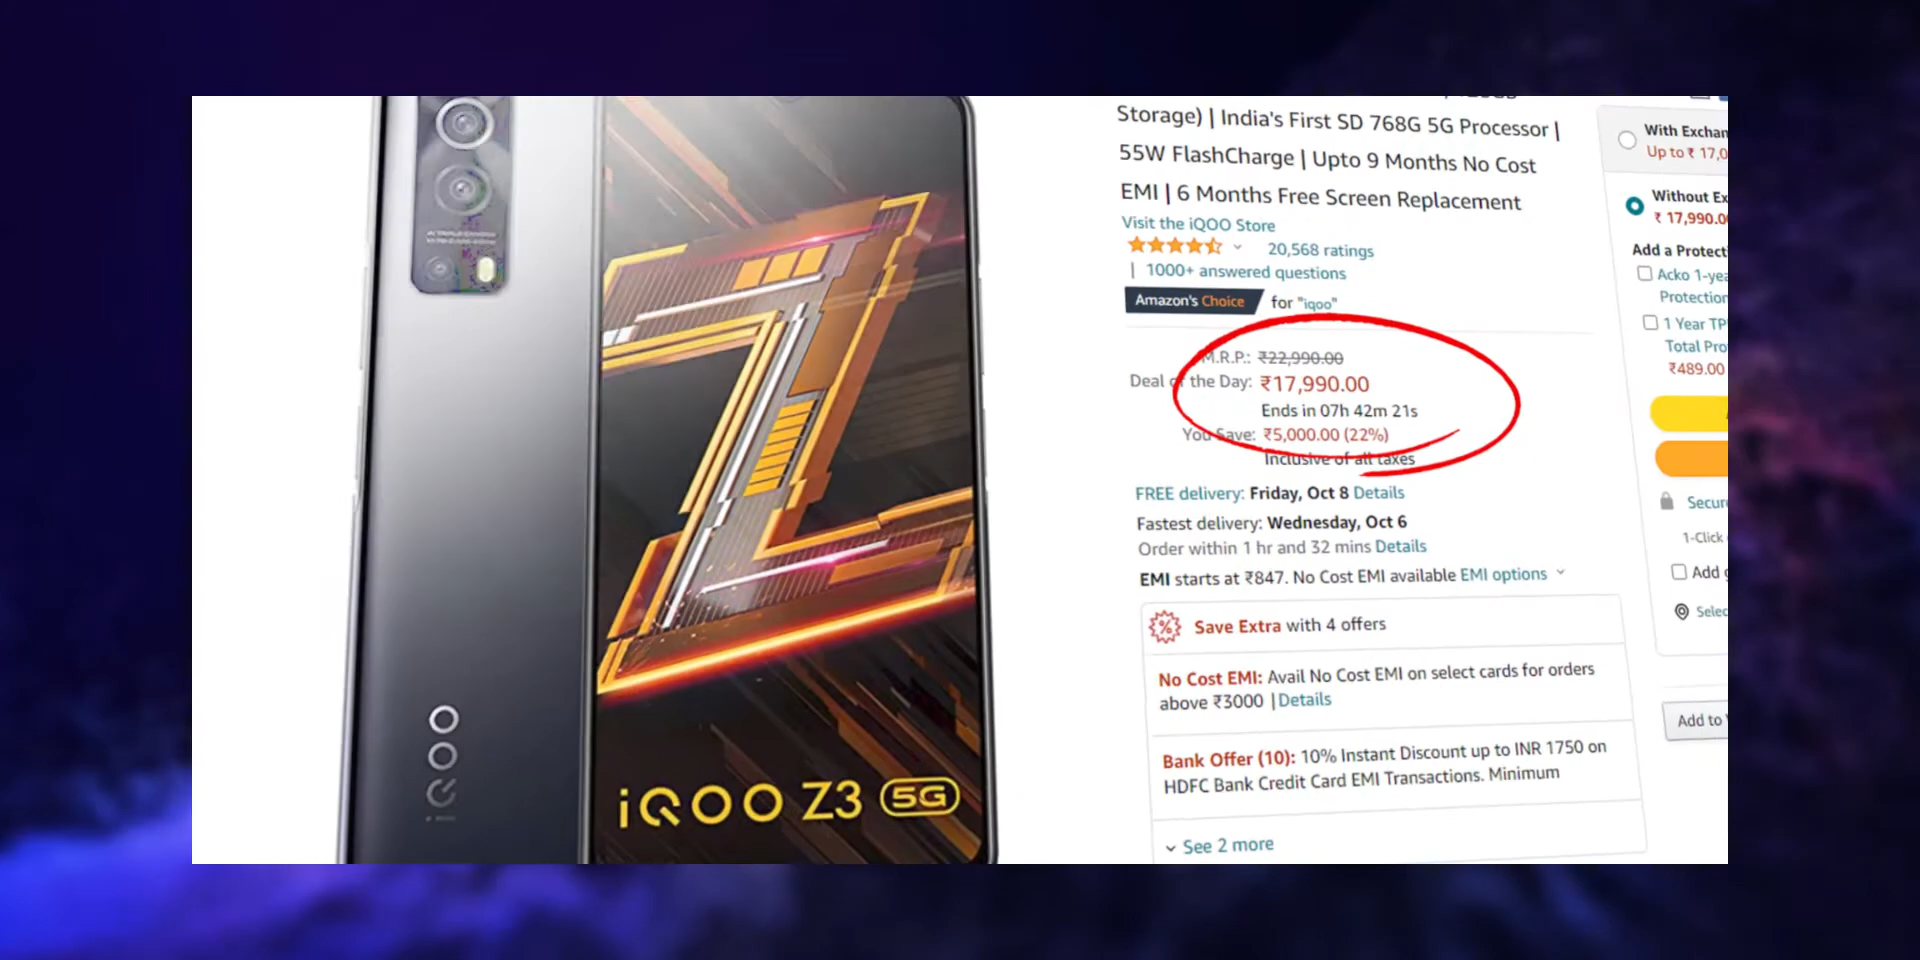 Storage) | India's First SD 768G 5G Processor |
55W FlashCharge | Upto 9 Months No Cost
EMI | 6 Months Free Screen Replacement
Visit the iQOO Store
20,568 ratings
| 1000+ answered questions
Amazon's Choice for "iqoo"
M.R.P.: ₹22,990.00
Deal of the Day: ₹17,990.00
Ends in 07h 42m 21s
You Save: ₹5,000.00 (22%)
Inclusive of all taxes
FREE delivery: Friday, Oct 8 Details
Fastest delivery: Wednesday, Oct 6
Order within 1 hr and 32 mins Details
EMI starts at ₹847. No Cost EMI available EMI options
Save Extra with 4 offers
No Cost EMI: Avail No Cost EMI on select cards for orders
above ₹3000 | Details
Bank Offer (10): 10% Instant Discount up to INR 1750 on
HDFC Bank Credit Card EMI Transactions. Minimum
See 2 more
With Exchan
Up to ₹ 17,0
Without Ex
₹ 17,990.0
Add a Protect
Acko 1-yea
Protection
1 Year TP
Total Pro
₹489.00
Secur
1-Click
Add g
Selec
Add to
iQOO Z3 5G